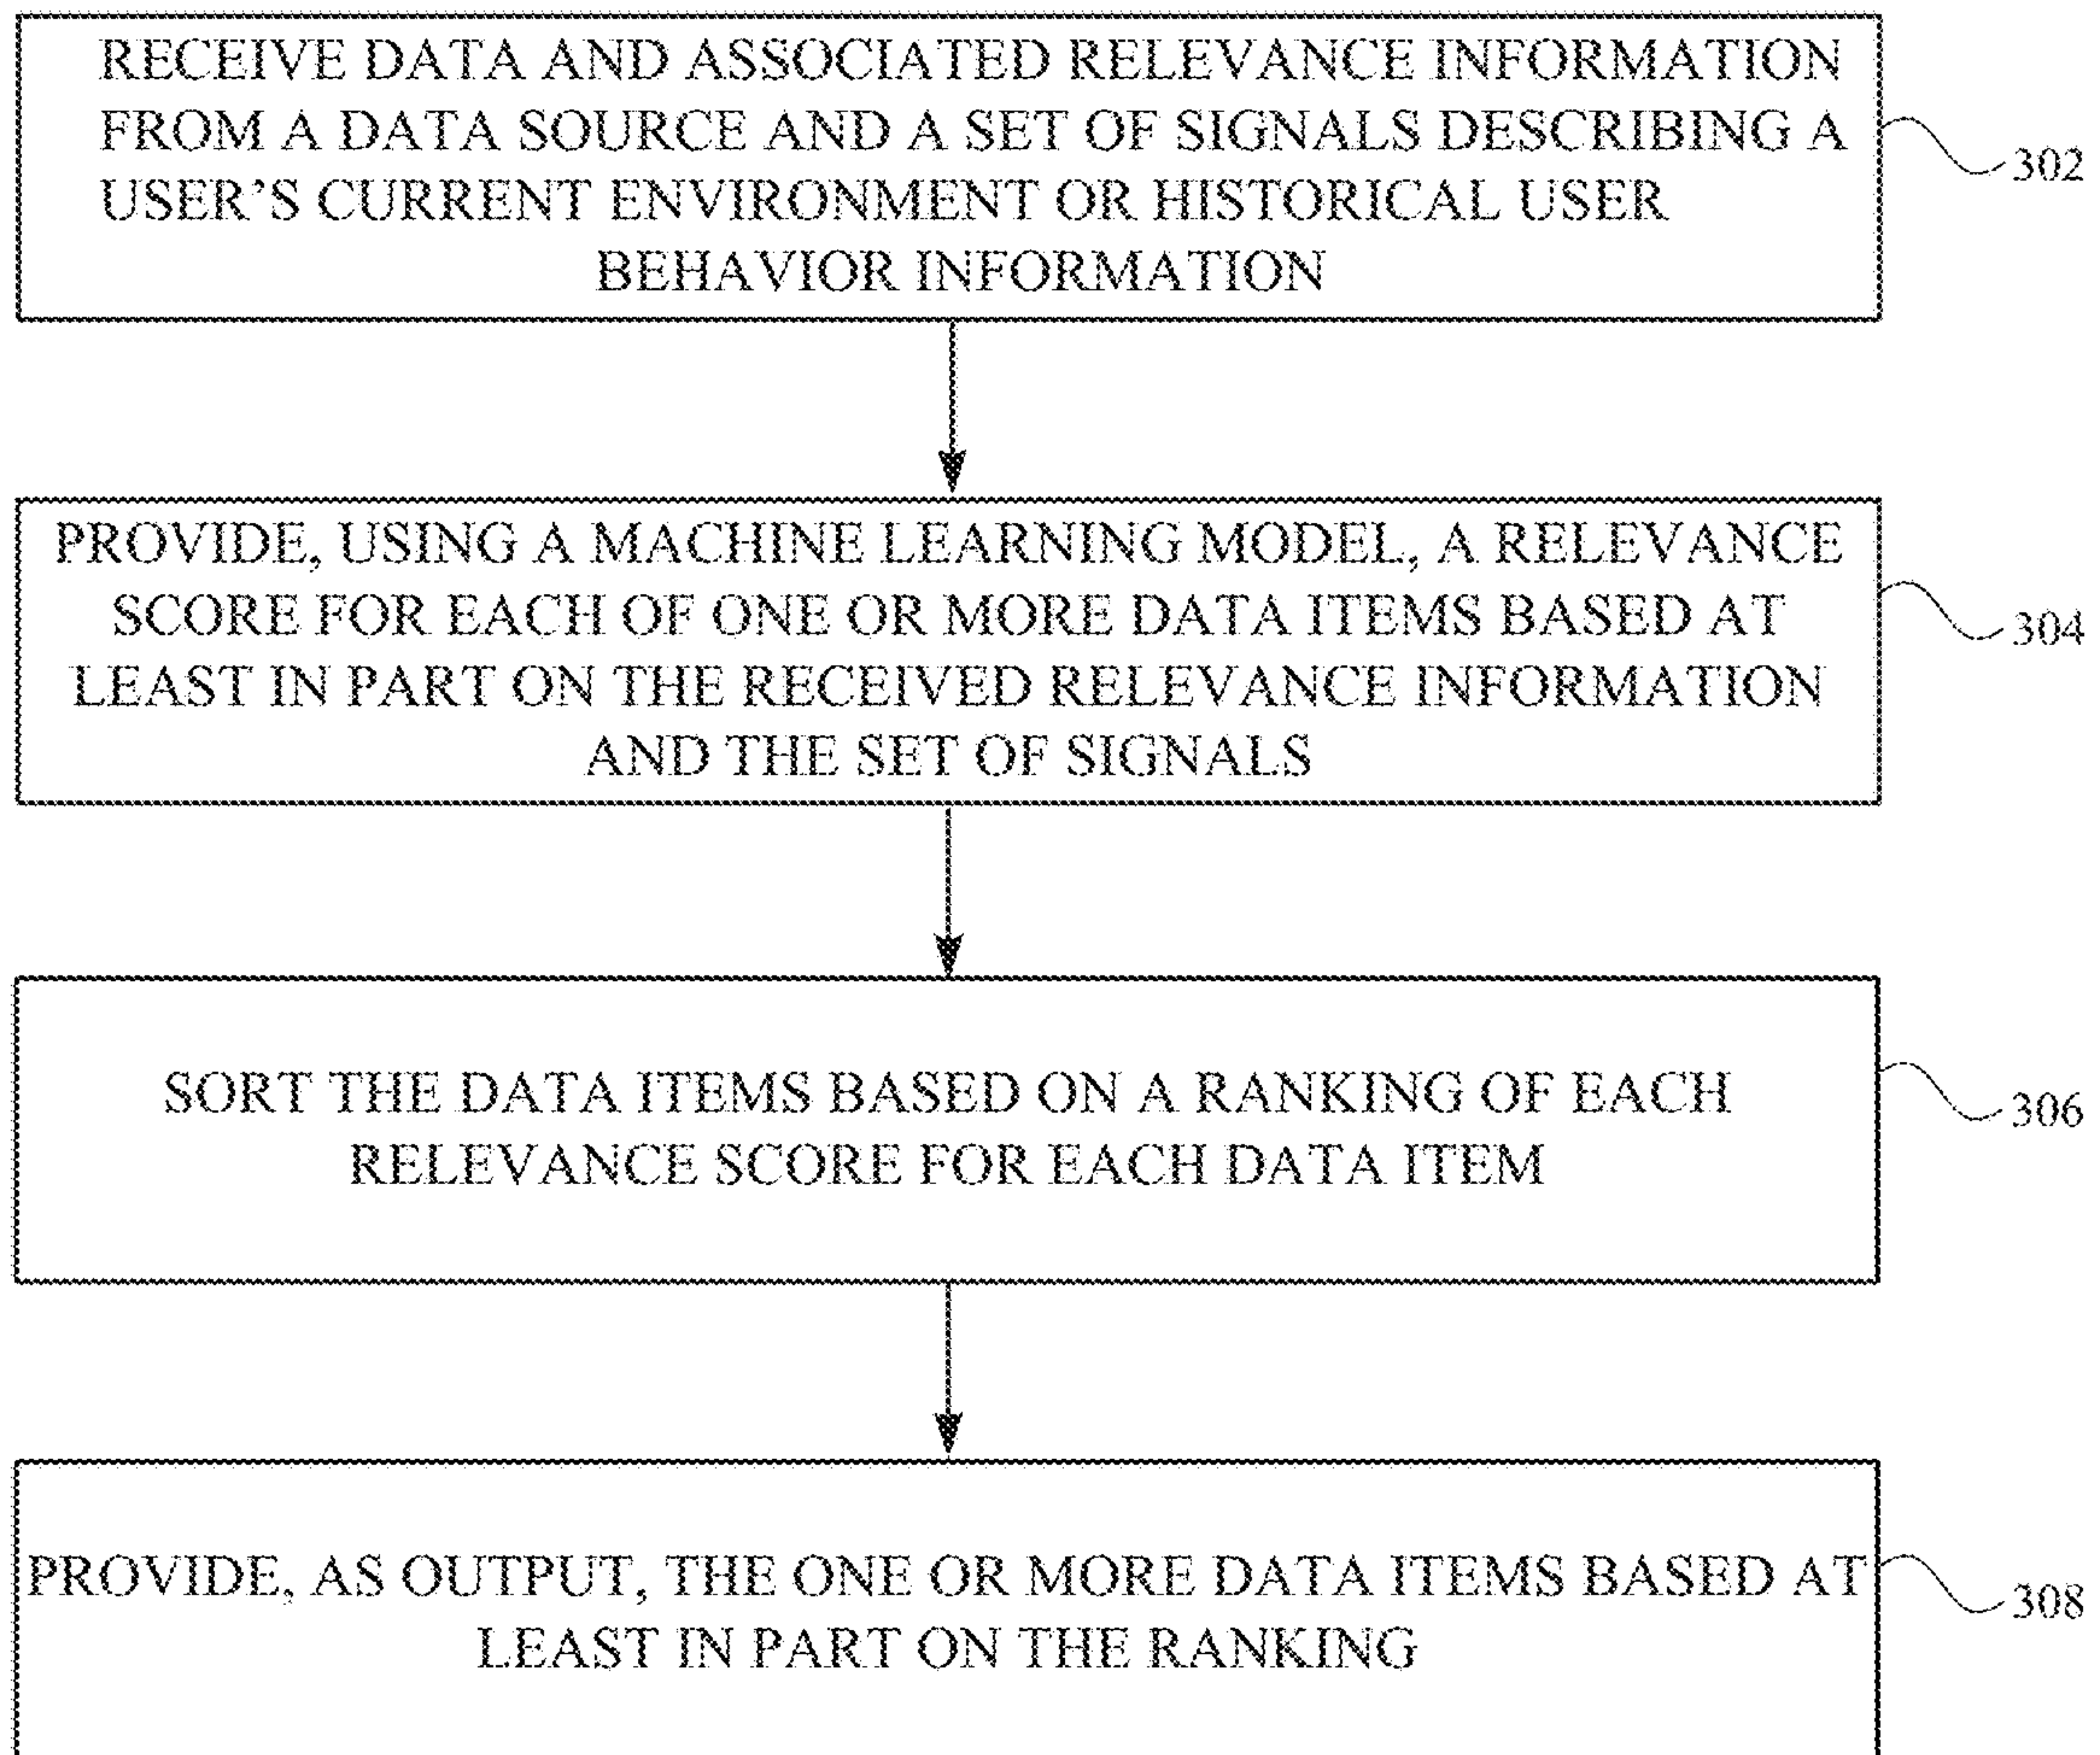 RECEIVE DATA AND ASSOCIATED RELEVANCE INFORMATION
FROM A DATA SOURCE AND A SET OF SIGNALS DESCRIBING A
USER’S CURRENT ENVIRONMENT OR HISTORICAL USER
BEHAVIOR INFORMATION
302
PROVIDE, USING A MACHINE LEARNING MODEL, A RELEVANCE
SCORE FOR EACH OF ONE OR MORE DATA ITEMS BASED AT
LEAST IN PART ON THE RECEIVED RELEVANCE INFORMATION
AND THE SET OF SIGNALS
304
SORT THE DATA ITEMS BASED ON A RANKING OF EACH
RELEVANCE SCORE FOR EACH DATA ITEM
306
PROVIDE, AS OUTPUT, THE ONE OR MORE DATA ITEMS BASED AT
LEAST IN PART ON THE RANKING
308